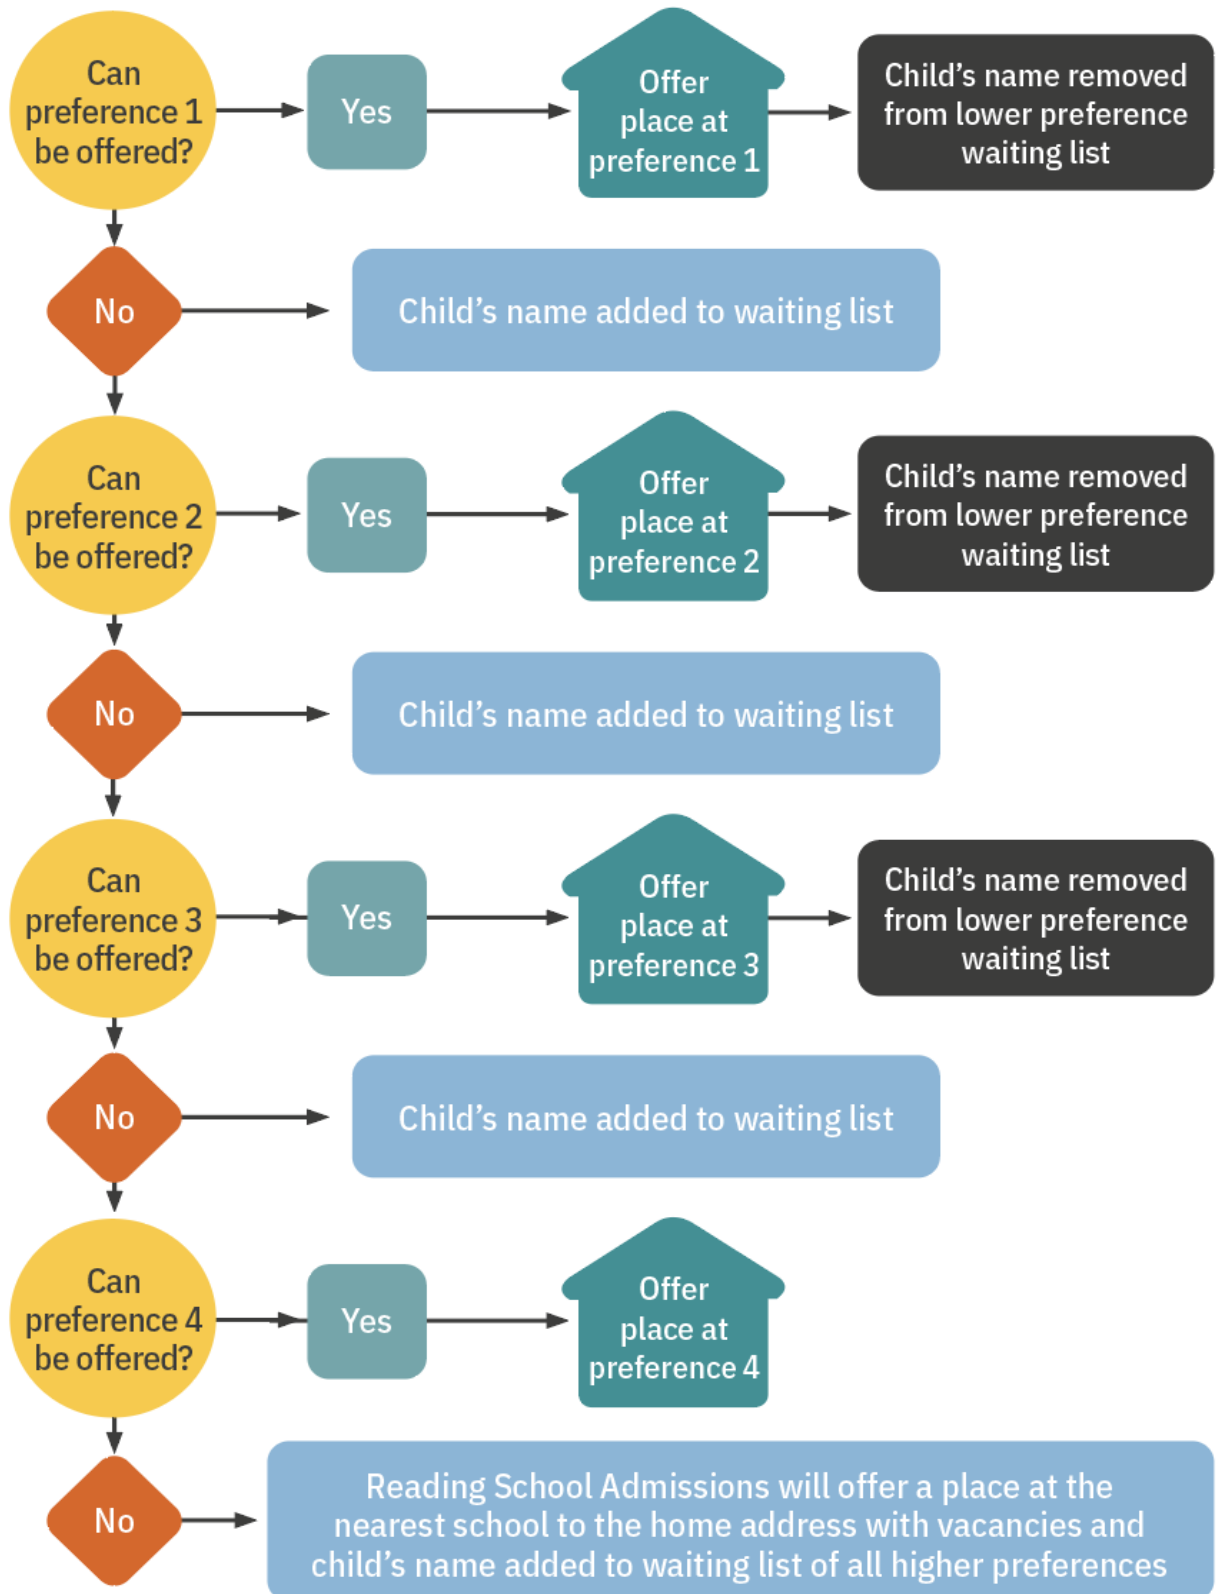 Can
preference 1
be offered?
Yes
Offer
place at
preference 1
Child's name removed
from lower preference
waiting list
No
Child's name added to waiting list
Can
preference 2
be offered?
Yes
Offer
place at
preference 2
Child's name removed
from lower preference
waiting list
No
Child's name added to waiting list
Can
preference 3
be offered?
Yes
Offer
place at
preference 3
Child's name removed
from lower preference
waiting list
No
Child's name added to waiting list
Can
preference 4
be offered?
Yes
Offer
place at
preference 4
No
Reading School Admissions will offer a place at the
nearest school to the home address with vacancies and
child's name added to waiting list of all higher preferences